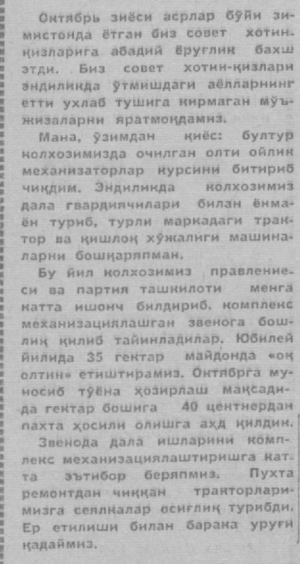 Октябрь зиёси асрлар бўйи зи-
мистонда ётган биз совет хотин-
қизларига абадий ёруғлик бахш
этди. Биз совет хотин-қизлари
эндиликда ўтмишдаги аёлларнинг
етти ухлаб тушига кирмаган мўъ-
жизаларни яратмоқдамиз.
Мана, ўзимдан қиёс: бултур
колхозимизда очилган олти ойлик
механизаторлар курсини битириб
чиқдим. Эндиликда колхозимиз
дала гвардиячилари билан ёнма-
ён туриб, турли маркадаги трак-
тор ва қишлоқ хўжалиги машина-
ларни бошқаряпман.
Бу йил колхозимиз правление-
си ва партия ташкилоти менга
катта ишонч билдириб, комплекс
механизациялашган звенога бош-
лиқ қилиб тайинладилар. Юбилей
йилида 35 гектар майдонда «оқ
олтин» етиштирамиз. Октябрга му-
носиб тўёна ҳозирлаш мақсади-
да гектар бошига 40 центнердан
пахта ҳосили олишга аҳд қилдик.
Звенода дала ишларини комп-
лекс механизациялаштиришга кат-
та эътибор беряпмиз. Пухта
ремонтдан чиққан тракторлари-
мизга сеялкалар осиғлиқ турибди.
Ер етилиши билан барака уруғи
қадаймиз.